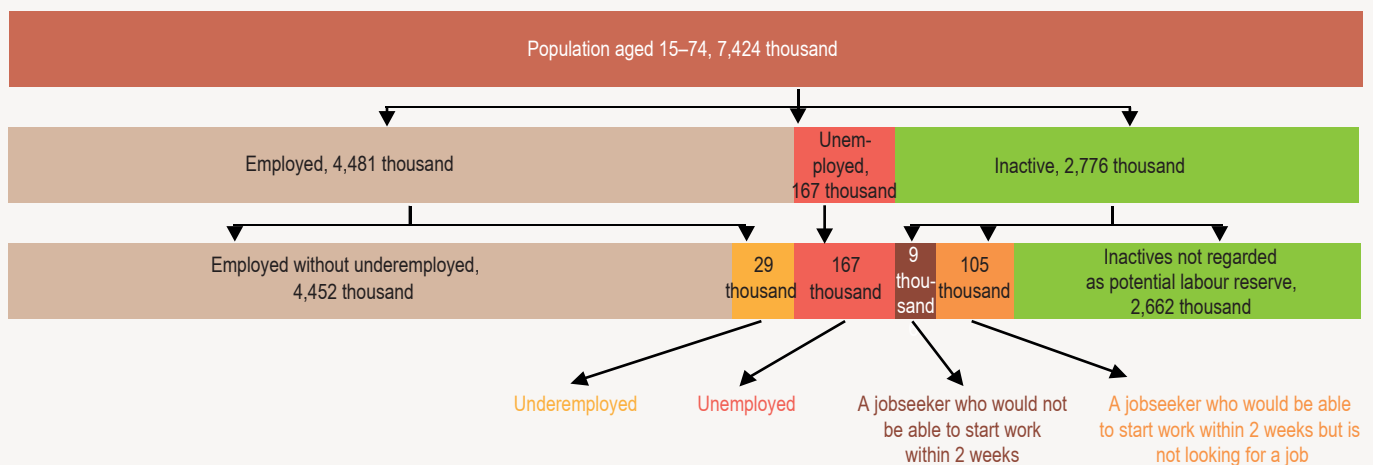 Population aged 15–74, 7,424 thousand
Employed, 4,481 thousand
Unem-
ployed,
167 thousand
Inactive, 2,776 thousand
Employed without underemployed,
4,452 thousand
29
thousand
167
thousand
9
thou-
sand
105
thousand
Inactives not regarded
as potential labour reserve,
2,662 thousand
Underemployed
Unemployed
A jobseeker who would not
be able to start work
within 2 weeks
A jobseeker who would be able
to start work within 2 weeks but is
not looking for a job